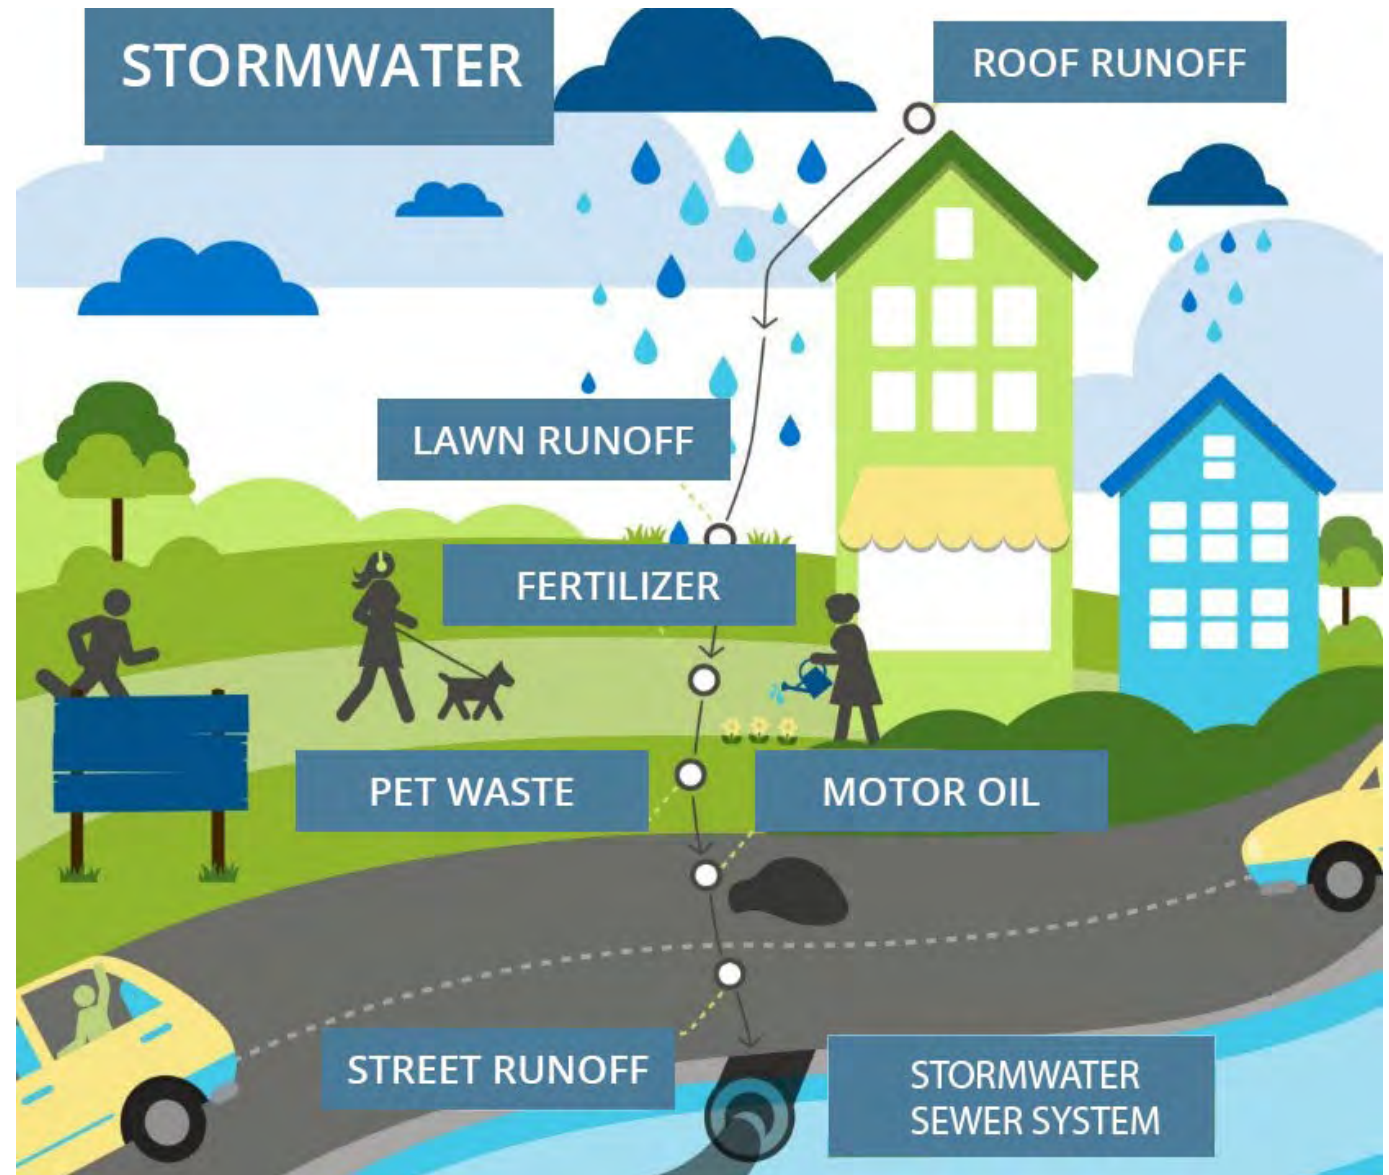 STORMWATER
ROOF RUNOFF
LAWN RUNOFF
FERTILIZER
PET WASTE
MOTOR OIL
STREET RUNOFF
STORMWATER
SEWER SYSTEM